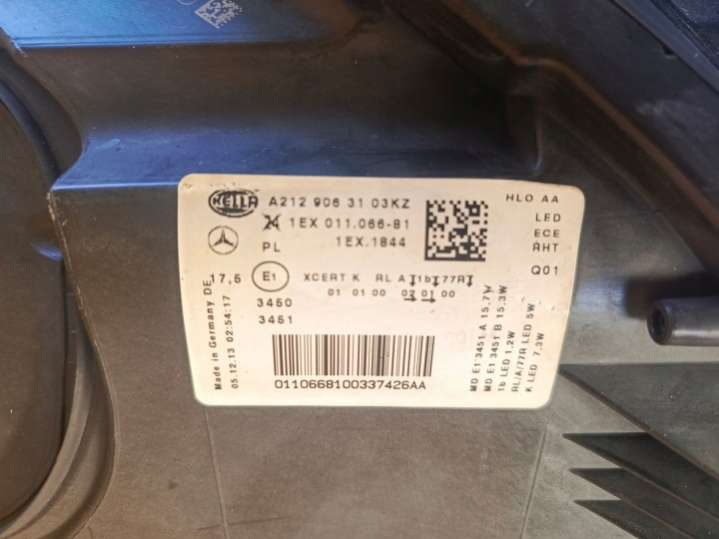 HELLA A212 906 31 03KZ HLO AA
1EX 011.066-81 LED
PL 1EX.1844 ECE
AHT
17,5 E1 XCERT K RL A 1b 77R Q01
01 01 00 02 01 00
3450
3451
0110668100337426AA
Made in Germany DE
05.12.13 02:54:17
MD E1 3451 A 15,7W
MD E1 3451 B 15,3W
1b LED 1,2W
RL/A/77R LED 5W
K LED 7,3W